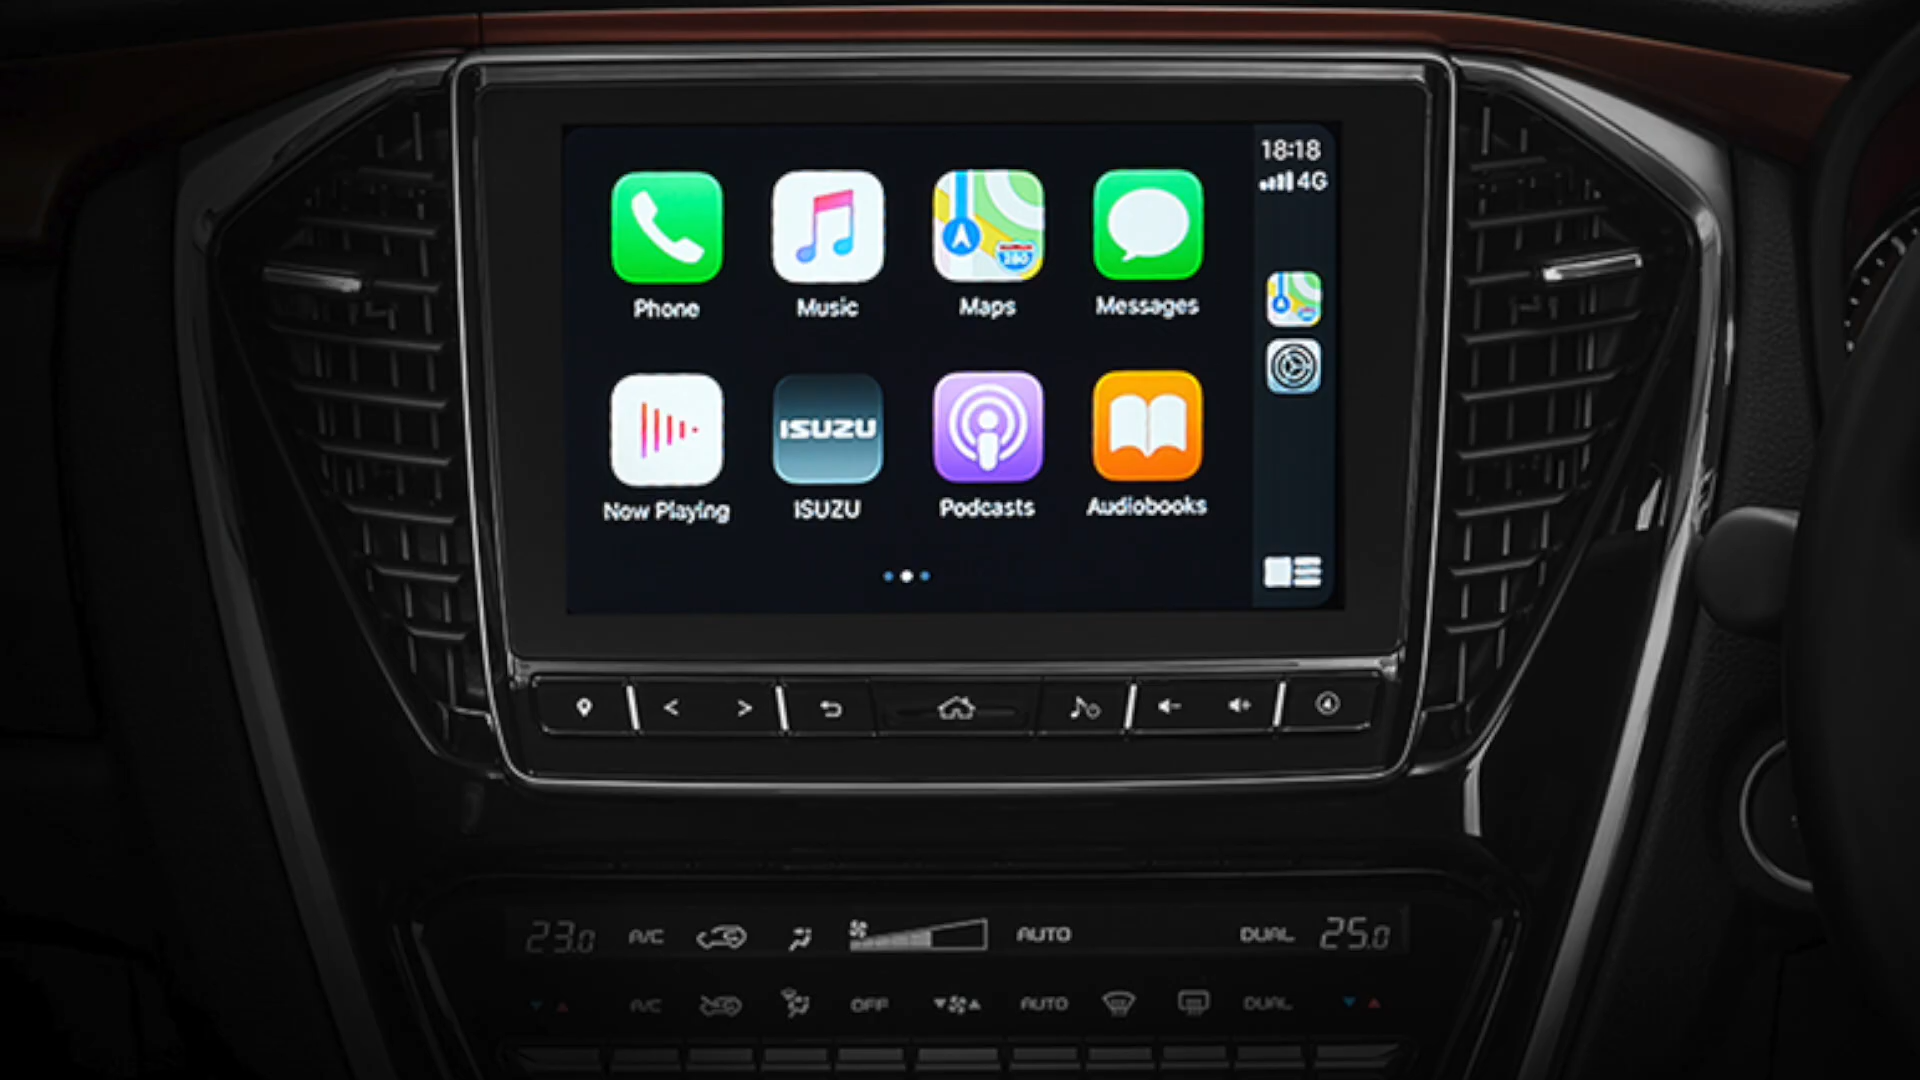 18:18
4G
280
Phone
Music
Maps
Messages
ISUZU
Now Playing
ISUZU
Podcasts
Audiobooks
23.0 A/C AUTO DUAL 25.0
A/C OFF AUTO DUAL